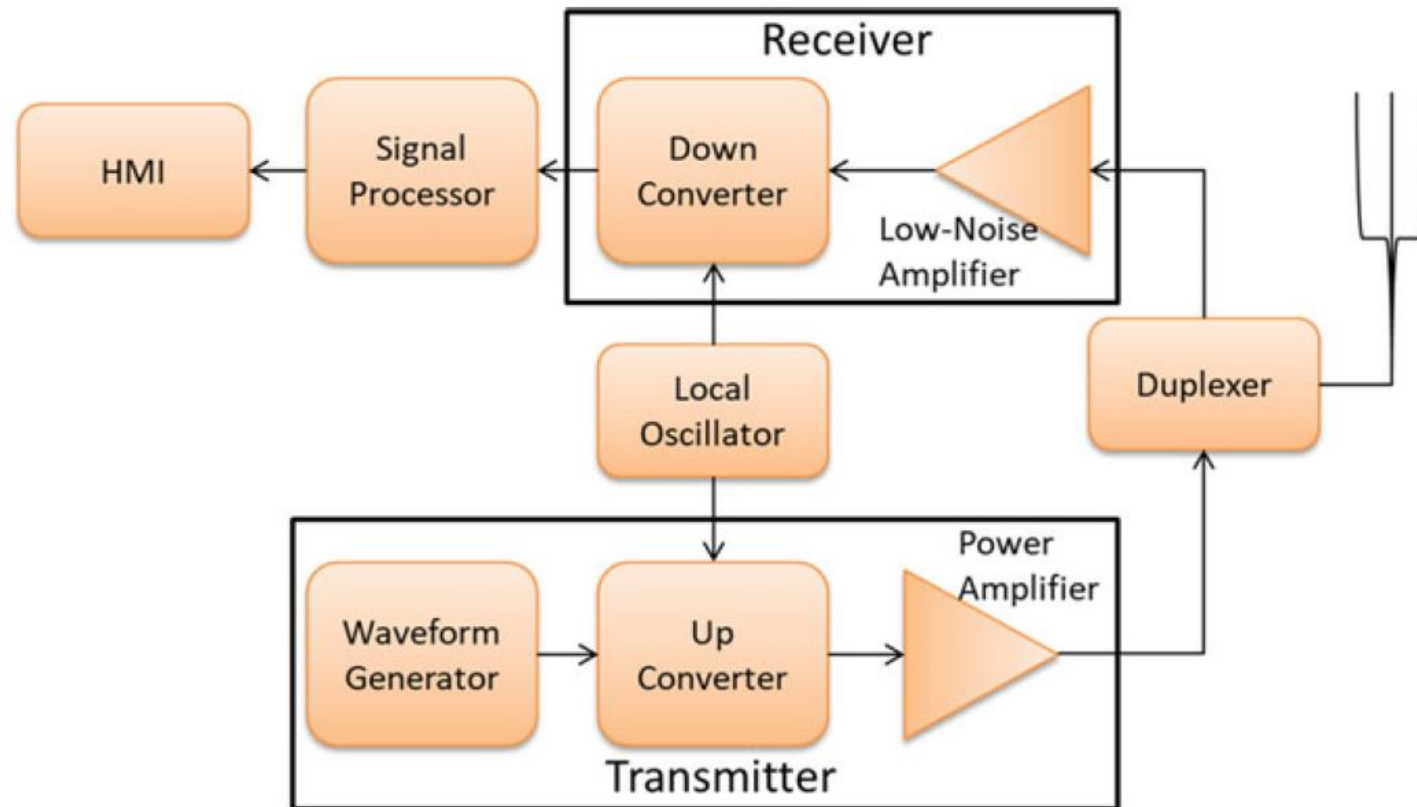 Receiver
HMI
Signal
Processor
Down
Converter
Low-Noise
Amplifier
Local
Oscillator
Duplexer
Power
Amplifier
Waveform
Generator
Up
Converter
Transmitter